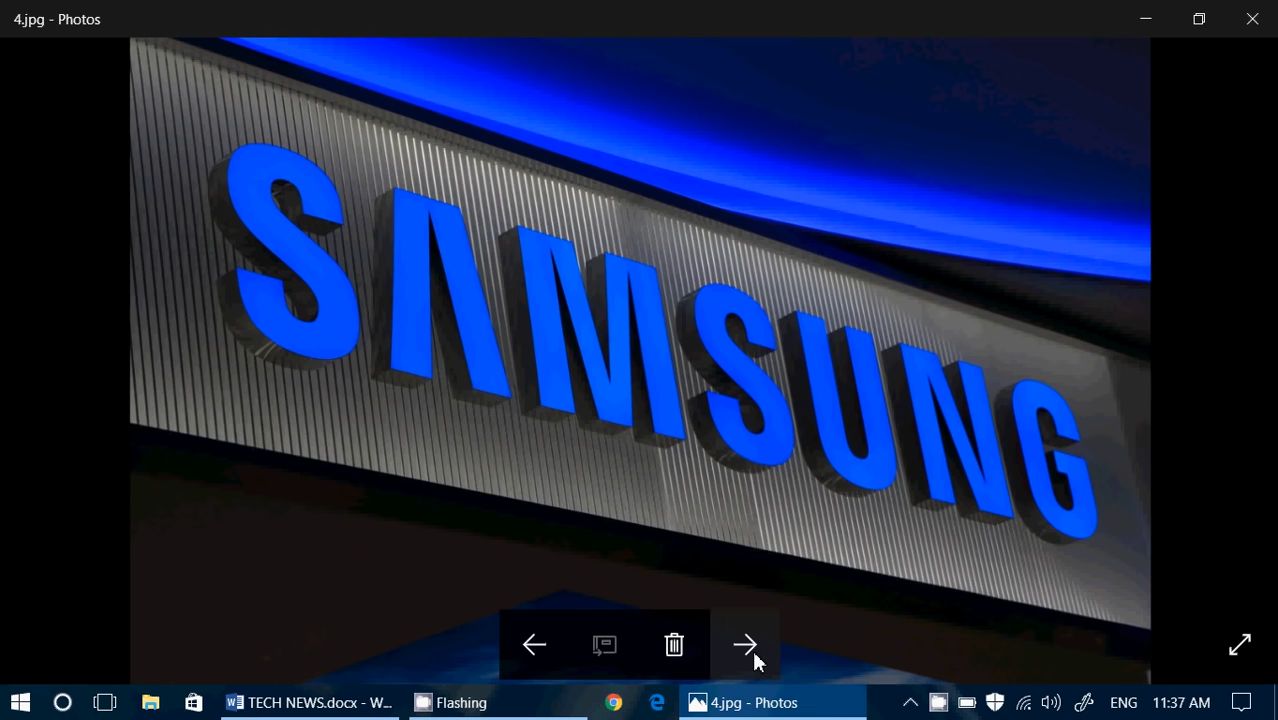 4.jpg - Photos
SAMSUNG
TECH NEWS.docx - W...
Flashing
4.jpg - Photos
ENG
11:37 AM